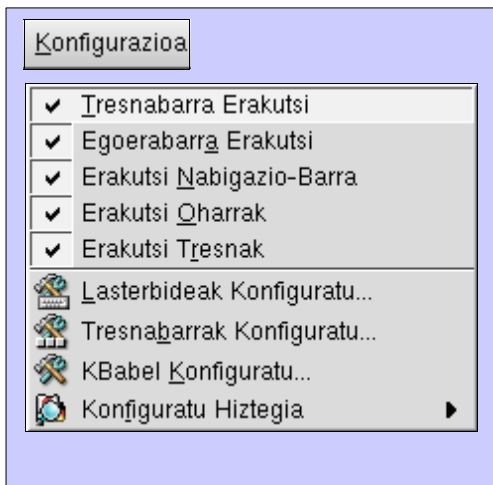 Konfigurazioa
Tresnabarra Erakutsi
Egoerabarra Erakutsi
Erakutsi Nabigazio-Barra
Erakutsi Oharrak
Erakutsi Tresnak
Lasterbideak Konfiguratu...
Tresnabarrak Konfiguratu...
KBabel Konfiguratu...
Konfiguratu Hiztegia